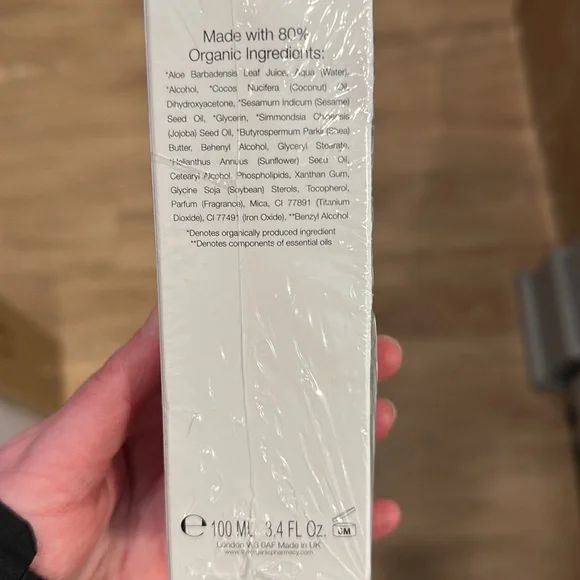 Made with 80%
Organic Ingredients:
*Aloe Barbadensis Leaf Juice, Aqua (Water),
*Alcohol, *Cocos Nucifera (Coconut) Oil,
Dihydroxyacetone, *Sesamum Indicum (Sesame)
Seed Oil, *Glycerin, *Simmondsia Chinensis
(Jojoba) Seed Oil, *Butyrospermum Parkii (Shea)
Butter, Behenyl Alcohol, Glyceryl Stearate,
*Helianthus Annuus (Sunflower) Seed Oil,
Cetearyl Alcohol, Phospholipids, Xanthan Gum,
Glycine Soja (Soybean) Sterols, Tocopherol,
Parfum (Fragrance), Mica, CI 77891 (Titanium
Dioxide), CI 77491 (Iron Oxide), **Benzyl Alcohol
*Denotes organically produced ingredient
**Denotes components of essential oils
e 100 ML 3.4 FL Oz.
London 0AF Made in UK